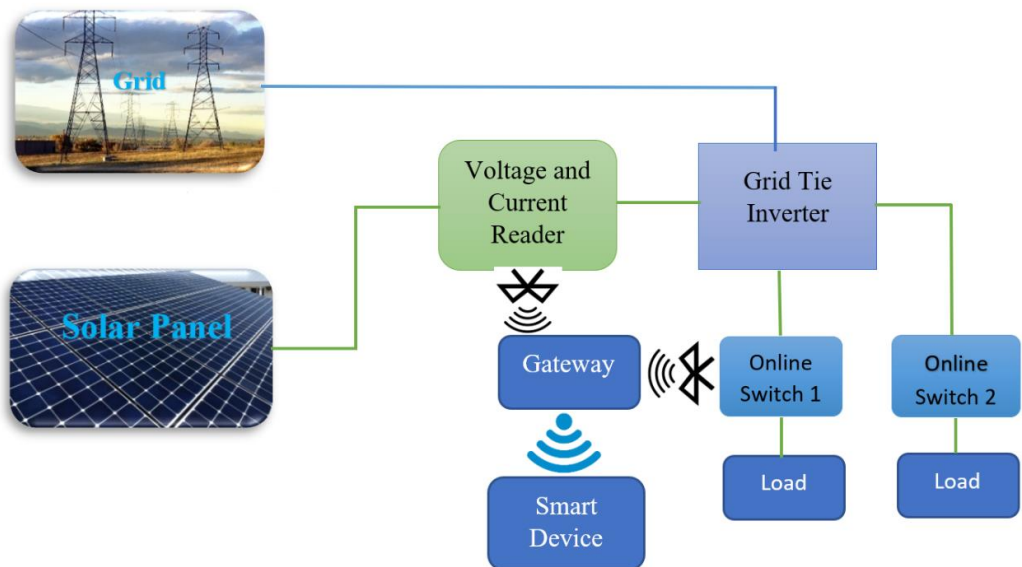 Grid
Voltage and
Current
Reader
Grid Tie
Inverter
Solar Panel
Gateway
Online
Switch 1
Online
Switch 2
Load
Load
Smart
Device